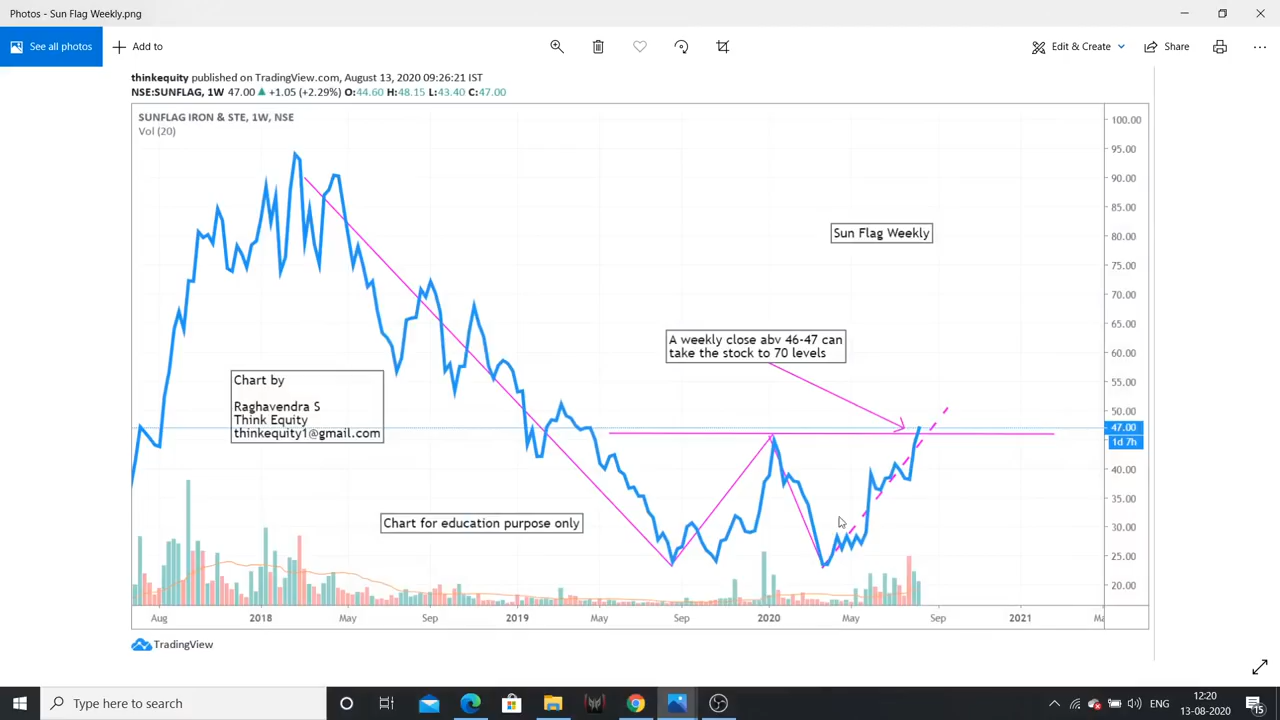 Photos - Sun Flag Weekly.png
See all photos
Add to
Edit & Create
Share
thinkequity published on TradingView.com, August 13, 2020 09:26:21 IST
NSE:SUNFLAG, 1W 47.00 ▲ +1.05 (+2.29%) O:44.60 H:48.15 L:43.40 C:47.00
SUNFLAG IRON & STE, 1W, NSE
Vol (20)
100.00
95.00
90.00
85.00
80.00
75.00
70.00
65.00
60.00
55.00
50.00
47.00
1d 7h
40.00
35.00
30.00
25.00
20.00
Sun Flag Weekly
A weekly close abv 46-47 can
take the stock to 70 levels
Chart by
Raghavendra S
Think Equity
thinkequity1@gmail.com
Chart for education purpose only
Aug 2018 May Sep 2019 May Sep 2020 May Sep 2021 Ma
TradingView
Type here to search
ENG
12:20
13-08-2020
15